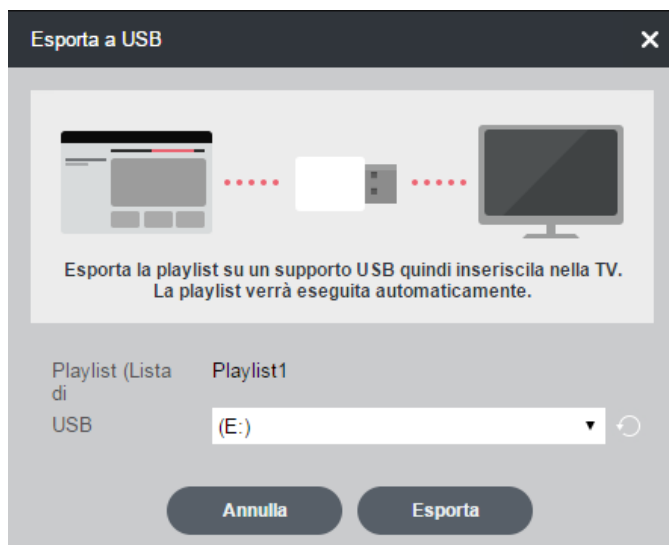 Esporta a USB
Esporta la playlist su un supporto USB quindi inseriscila nella TV.
La playlist verrà eseguita automaticamente.
Playlist (Lista Playlist1
di
USB (E:)
Annulla Esporta